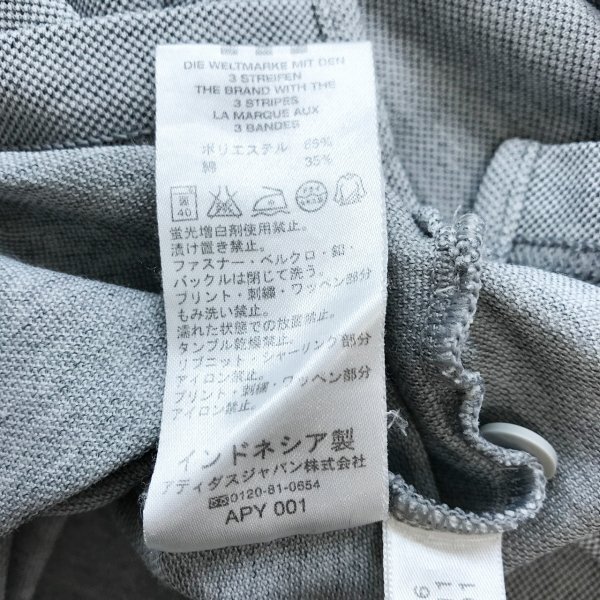 DIE WELTMARKE MIT DEN
3 STREIFEN
THE BRAND WITH THE
3 STRIPES
LA MARQUE AUX
3 BANDES
ポリエステル 65%
綿 35%
40
蛍光増白剤使用禁止。
漬け置き禁止。
ファスナー・ベルクロ・釦・
バックルは閉じて洗う。
プリント・刺繍・ワッペン部分
もみ洗い禁止。
濡れた状態での放置禁止。
タンブル乾燥禁止。
リブニット・シャーリング部分
アイロン禁止。
プリント・刺繍・ワッペン部分
アイロン禁止。
インドネシア製
アディダスジャパン株式会社
0120-81-0654
APY 001